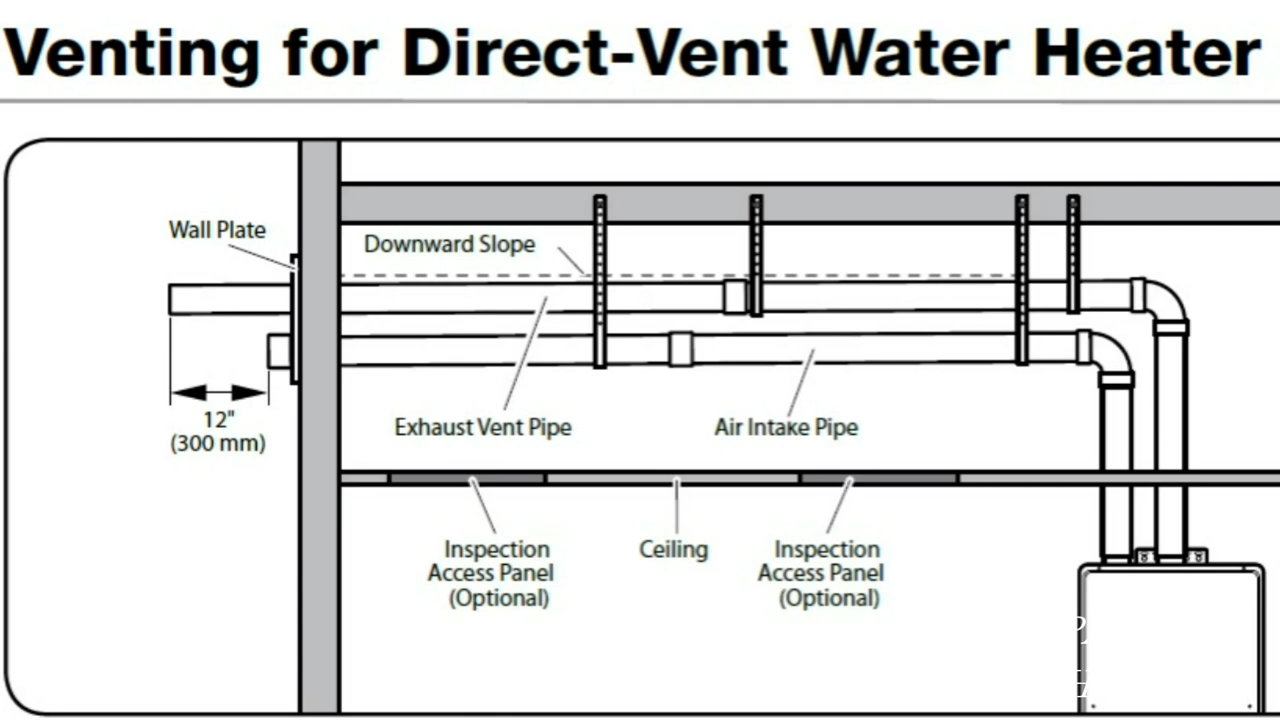 Venting for Direct-Vent Water Heater
Wall Plate
Downward Slope
12"
(300 mm)
Exhaust Vent Pipe
Air Intake Pipe
Inspection
Access Panel
(Optional)
Ceiling
Inspection
Access Panel
(Optional)